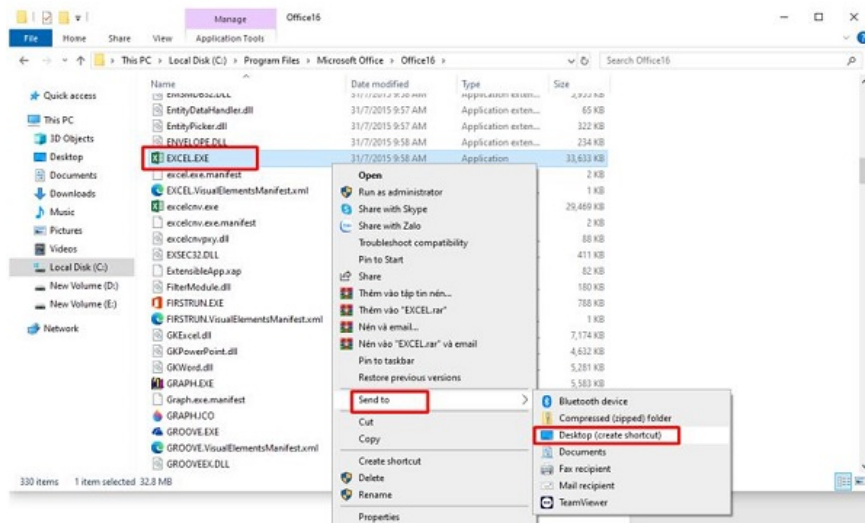 Manage
Office16
File
Home
Share
View
Application Tools
This PC > Local Disk (C:) > Program Files > Microsoft Office > Office16 >
Search Office16
Name
Date modified
Type
Size
Quick access
This PC
3D Objects
Desktop
Documents
Downloads
Music
Pictures
Videos
Local Disk (C:)
New Volume (D:)
New Volume (E:)
Network
EntityDataHandler.dll 31/7/2015 9:57 AM Application exten... 65 KB
EntityPicker.dll 31/7/2015 9:57 AM Application exten... 322 KB
ENVELOPE.DLL 31/7/2015 9:58 AM Application exten... 234 KB
EXCEL.EXE 31/7/2015 9:58 AM Application 33,633 KB
excel.exe.manifest 2 KB
EXCEL.VisualElementsManifest.xml 1 KB
excelcnv.exe 29,469 KB
excelcnv.exe.manifest 2 KB
excelcnvpxy.dll 88 KB
EXSEC32.DLL 411 KB
ExtensibleApp.xap 82 KB
FilterModule.dll 180 KB
FIRSTRUN.EXE 788 KB
FIRSTRUN.VisualElementsManifest.xml 1 KB
GKExcel.dll 7,174 KB
GKPowerPoint.dll 4,632 KB
GKWord.dll 5,281 KB
GRAPH.EXE 5,583 KB
Graph.exe.manifest
GRAPH.ICO
GROOVE.EXE
GROOVE.VisualElementsManifest.xml
GROOVEEX.DLL
Open
Run as administrator
Share with Skype
Share with Zalo
Troubleshoot compatibility
Pin to Start
Share
Thêm vào tập tin nén...
Thêm vào "EXCEL.rar"
Nén và email...
Nén vào "EXCEL.rar" và email
Pin to taskbar
Restore previous versions
Send to
Cut
Copy
Create shortcut
Delete
Rename
Properties
Bluetooth device
Compressed (zipped) folder
Desktop (create shortcut)
Documents
Fax recipient
Mail recipient
TeamViewer
330 items 1 item selected 32.8 MB